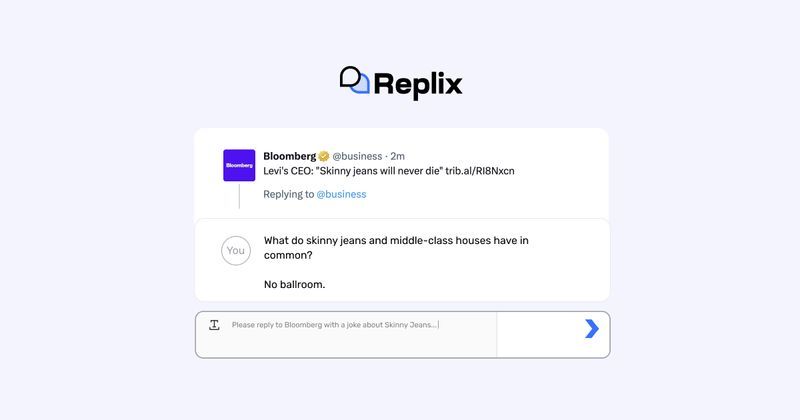 Replix
Bloomberg
Bloomberg @business · 2m
Levi's CEO: "Skinny jeans will never die" trib.al/RI8Nxcn
Replying to @business
You
What do skinny jeans and middle-class houses have in
common?
No ballroom.
Please reply to Bloomberg with a joke about Skinny Jeans...